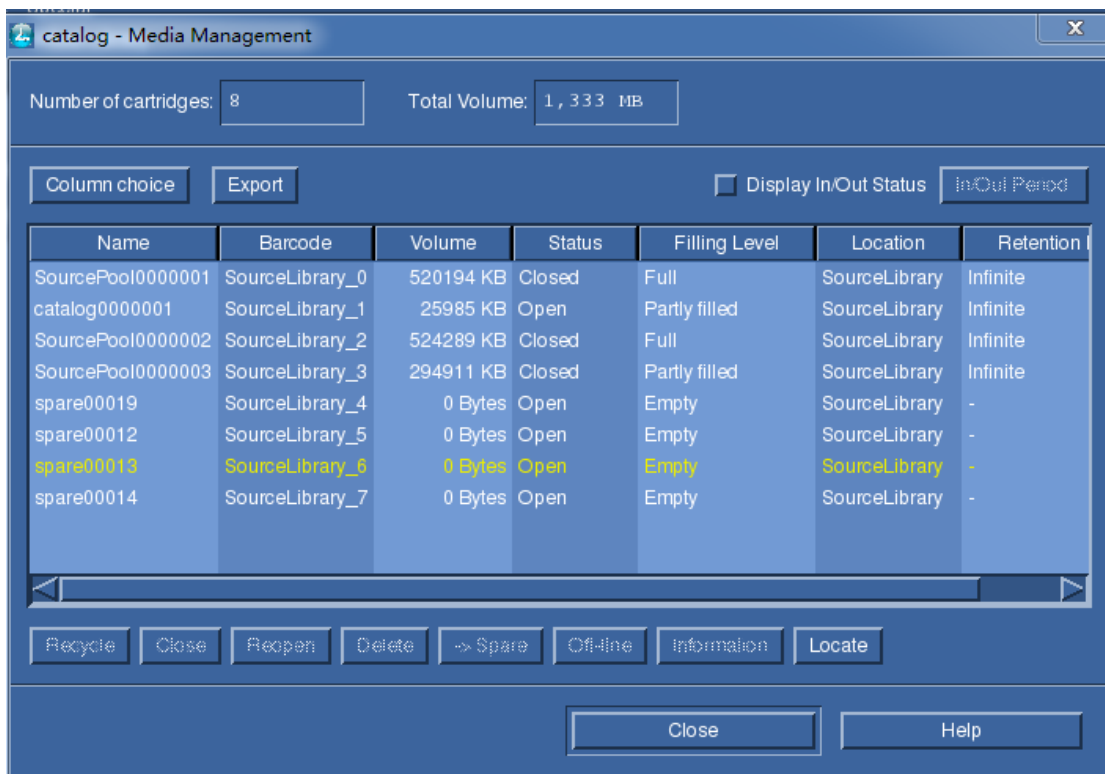 catalog - Media Management
Number of cartridges: 8 Total Volume: 1,333 MB
Column choice Export Display In/Out Status In/Out Period
Name Barcode Volume Status Filling Level Location Retention
SourcePool0000001 SourceLibrary_0 520194 KB Closed Full SourceLibrary Infinite
catalog0000001 SourceLibrary_1 25985 KB Open Partly filled SourceLibrary Infinite
SourcePool0000002 SourceLibrary_2 524289 KB Closed Full SourceLibrary Infinite
SourcePool0000003 SourceLibrary_3 294911 KB Closed Partly filled SourceLibrary Infinite
spare00019 SourceLibrary_4 0 Bytes Open Empty SourceLibrary -
spare00012 SourceLibrary_5 0 Bytes Open Empty SourceLibrary -
spare00013 SourceLibrary_6 0 Bytes Open Empty SourceLibrary -
spare00014 SourceLibrary_7 0 Bytes Open Empty SourceLibrary -
Recycle Close Reopen Delete -> Spare Off-line Information Locate
Close Help